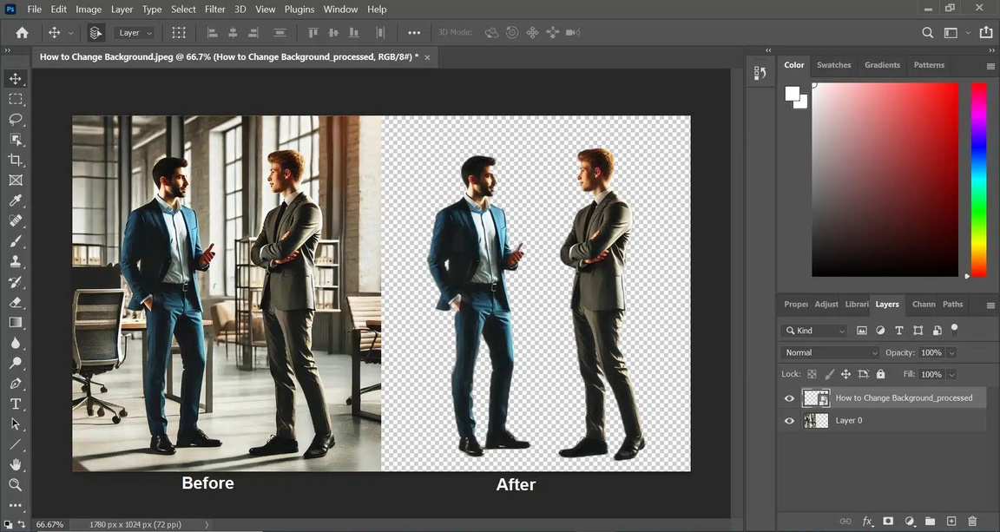 Ps File Edit Image Layer Type Select Filter 3D View Plugins Window Help
Layer 3D Mode:
How to Change Background.jpeg @ 66.7% (How to Change Background_processed, RGB/8#) *
Color Swatches Gradients Patterns
Proper Adjust Librari Layers Chann Paths
Kind
Normal Opacity: 100%
Lock: Fill: 100%
How to Change Background_processed
Layer 0
Before After
66.67% 1780 px x 1024 px (72 ppi)
fx